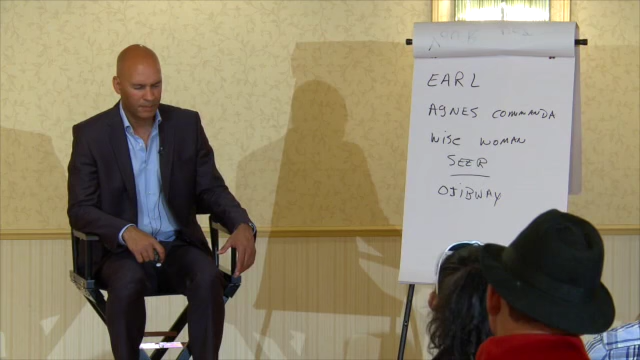 EARL
AGNES COMMANDA
WISE WOMAN
SEER
OJIBWAY